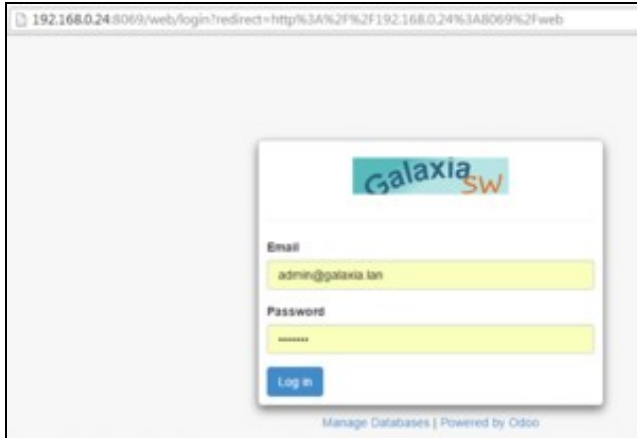 192.168.0.24:8069/web/login?redirect=http%3A%2F%2F192.168.0.24%3A8069%2Fweb
Galaxia
SW
Email
admin@galaxia.lan
Password
•••••••
Log in
Manage Databases | Powered by Odoo